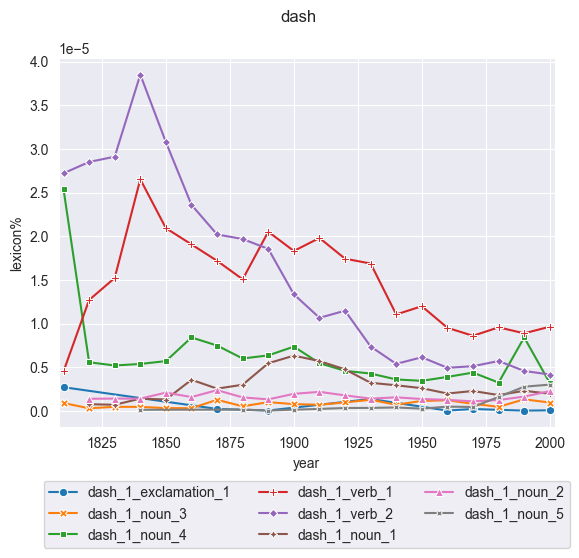 dash
1e−5
4.0
3.5
3.0
2.5
2.0
1.5
1.0
0.5
0.0
lexicon%
1825 1850 1875 1900 1925 1950 1975 2000
year
dash_1_exclamation_1 dash_1_verb_1 dash_1_noun_2
dash_1_noun_3 dash_1_verb_2 dash_1_noun_5
dash_1_noun_4 dash_1_noun_1